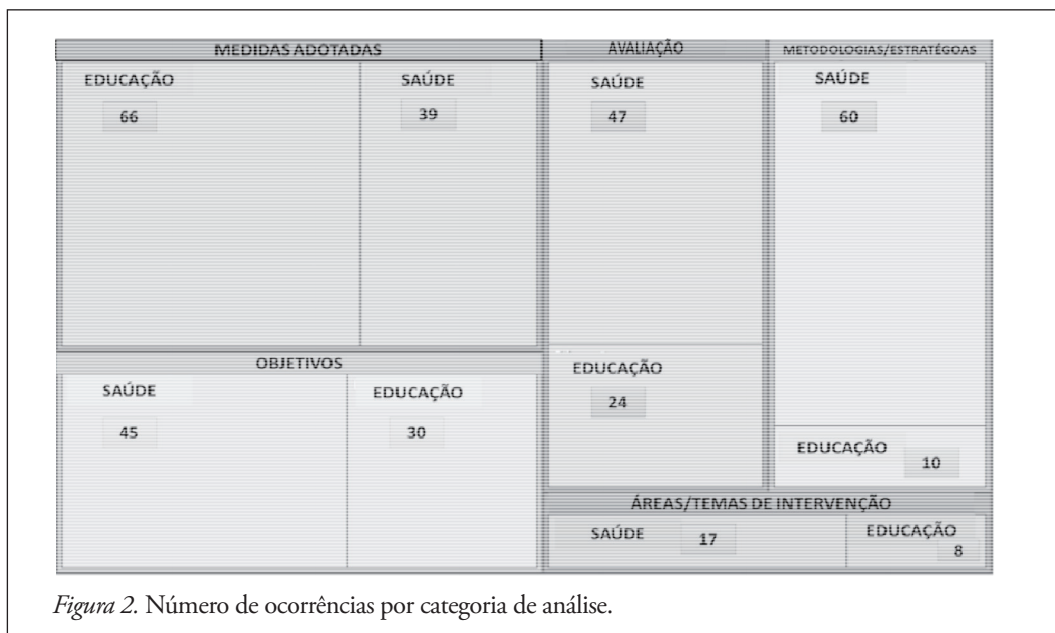 MEDIDAS ADOTADAS
EDUCAÇÃO
66
SAÚDE
39
OBJETIVOS
SAÚDE
45
EDUCAÇÃO
30
AVALIAÇÃO
SAÚDE
47
EDUCAÇÃO
24
METODOLOGIAS/ESTRATÉGOAS
SAÚDE
60
EDUCAÇÃO
10
ÁREAS/TEMAS DE INTERVENÇÃO
SAÚDE
17
EDUCAÇÃO
8
Figura 2. Número de ocorrências por categoria de análise.